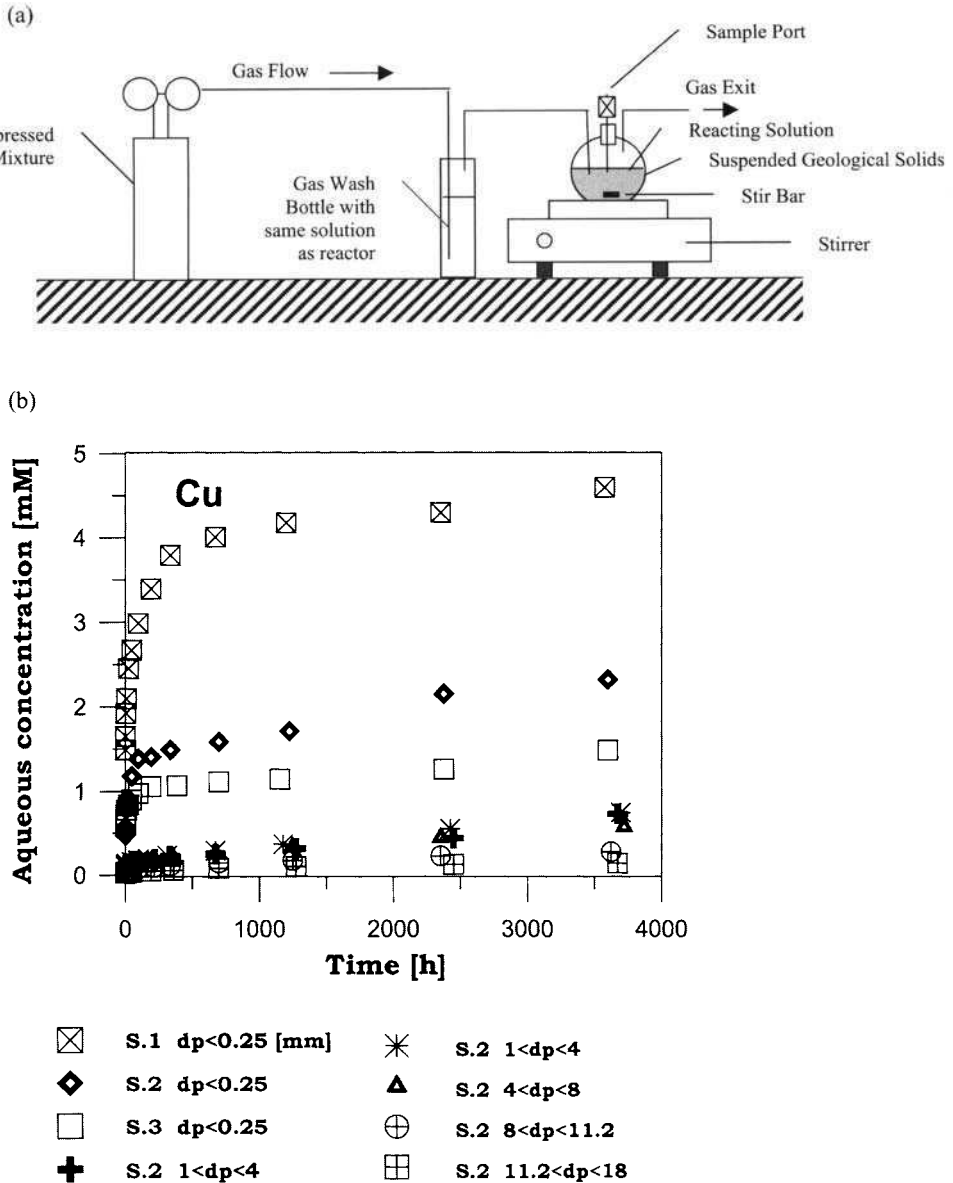 (a)
Sample Port
Gas Flow
Gas Exit
Reacting Solution
Suspended Geological Solids
Mixture
Gas Wash
Bottle with
same solution
as reactor
Stir Bar
Stirrer
(b)
Cu
Aqueous concentration [mM]
5
4
3
2
1
0
0 1000 2000 3000 4000
Time [h]
S.1 dp<0.25 [mm]
S.2 dp<0.25
S.3 dp<0.25
S.2 1<dp<4
S.2 1<dp<4
S.2 4<dp<8
S.2 8<dp<11.2
S.2 11.2<dp<18